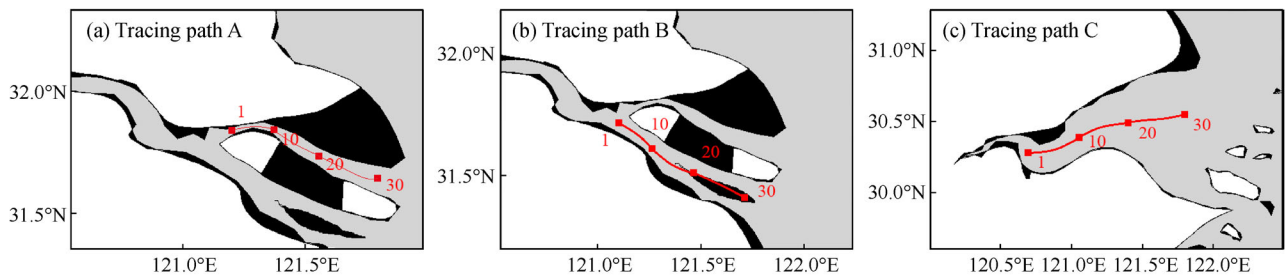 (a) Tracing path A
32.0°N
31.5°N
121.0°E
121.5°E
1
10
20
30
(b) Tracing path B
32.0°N
31.5°N
121.0°E
121.5°E
122.0°E
1
10
20
30
(c) Tracing path C
31.0°N
30.5°N
30.0°N
120.5°E
121.0°E
121.5°E
122.0°E
1
10
20
30